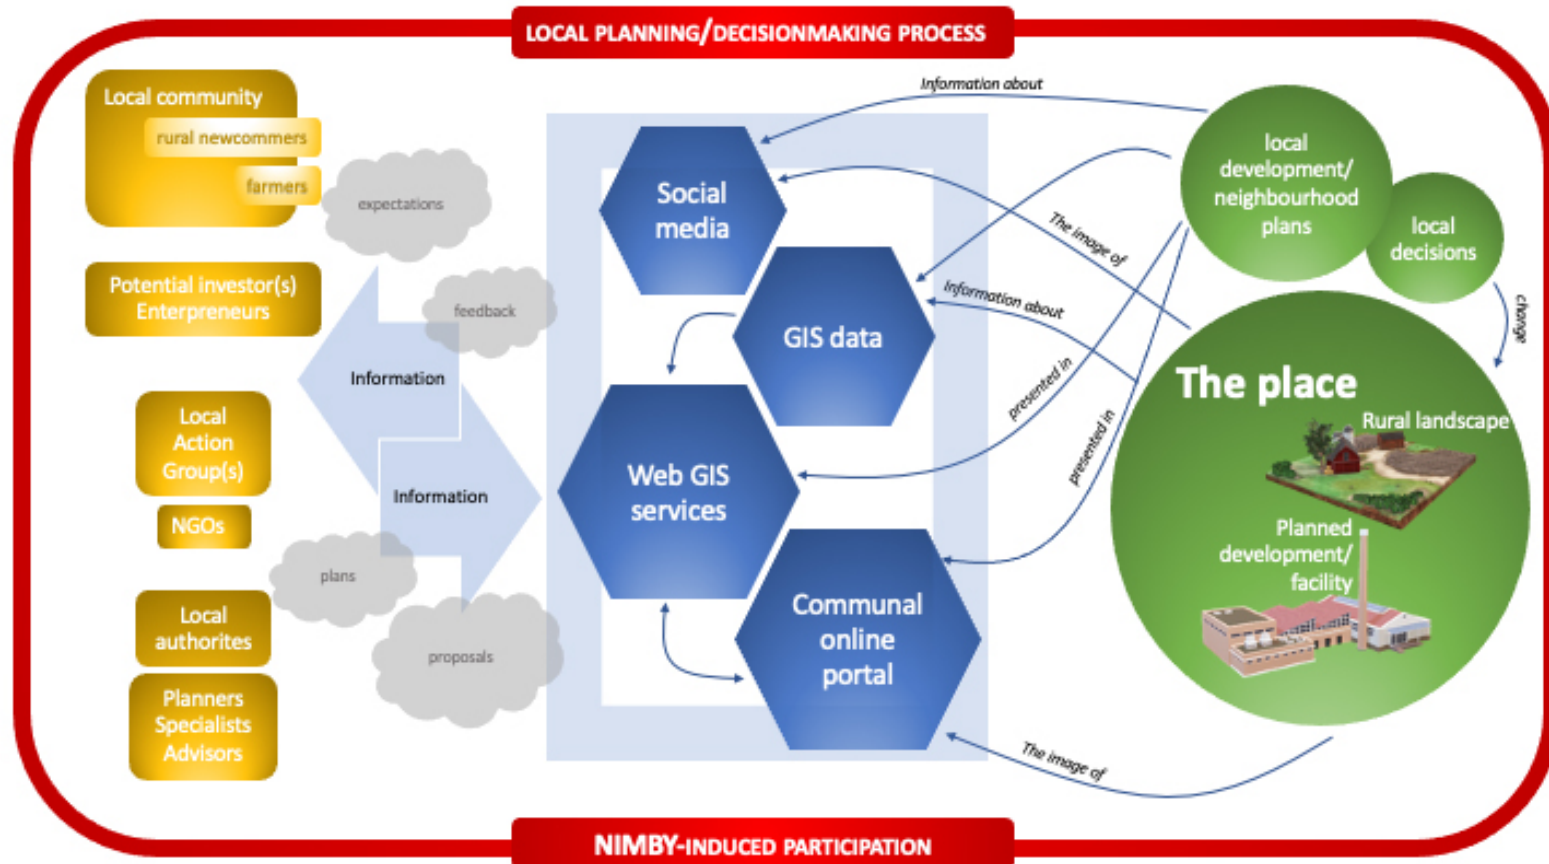 LOCAL PLANNING/DECISIONMAKING PROCESS
Local community
rural newcommers
farmers
Potential investor(s)
Enterpreneurs
Local
Action
Group(s)
NGOs
Local
authorites
Planners
Specialists
Advisors
expectations
feedback
Information
Information
plans
proposals
Social
media
GIS data
Web GIS
services
Communal
online
portal
Information about
The image of
Information about
presented in
presented in
The image of
local
development/
neighbourhood
plans
local
decisions
change
The place
Rural landscape
Planned
development/
facility
NIMBY-INDUCED PARTICIPATION